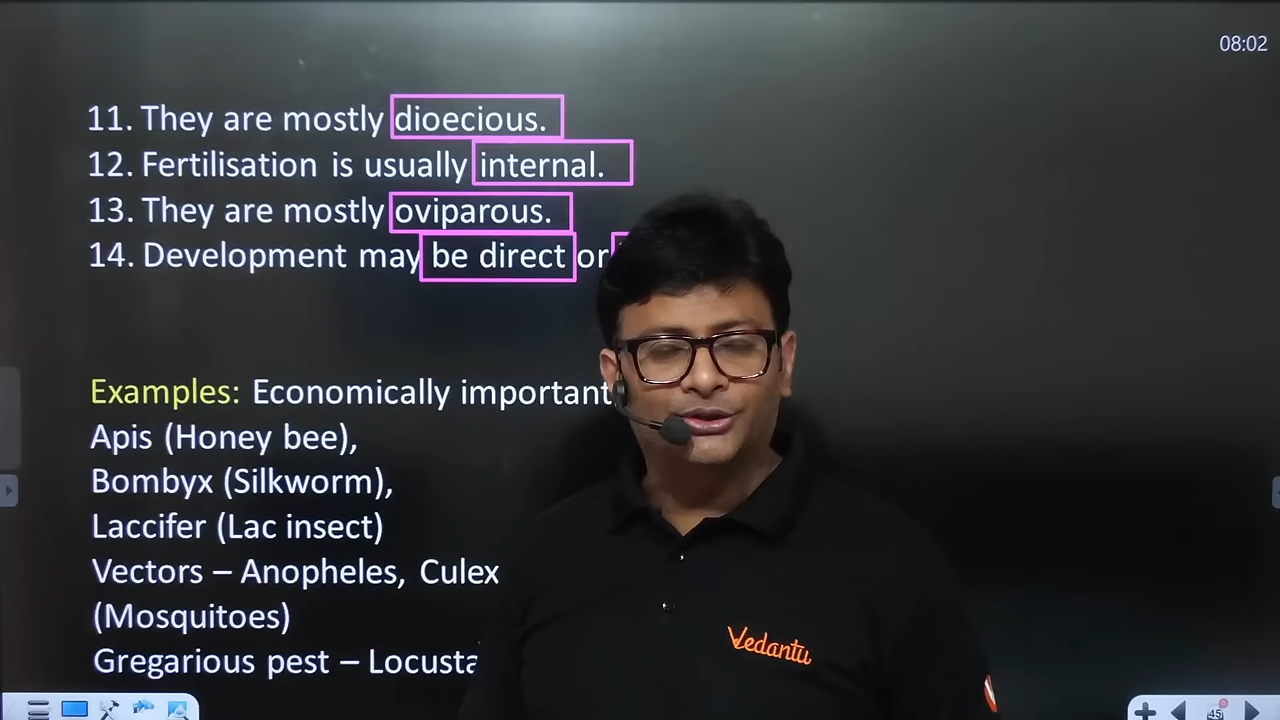 08:02
11. They are mostly dioecious.
12. Fertilisation is usually internal.
13. They are mostly oviparous.
14. Development may be direct or
Examples: Economically important
Apis (Honey bee),
Bombyx (Silkworm),
Laccifer (Lac insect)
Vectors – Anopheles, Culex
(Mosquitoes)
Gregarious pest – Locusta
Vedantu
45